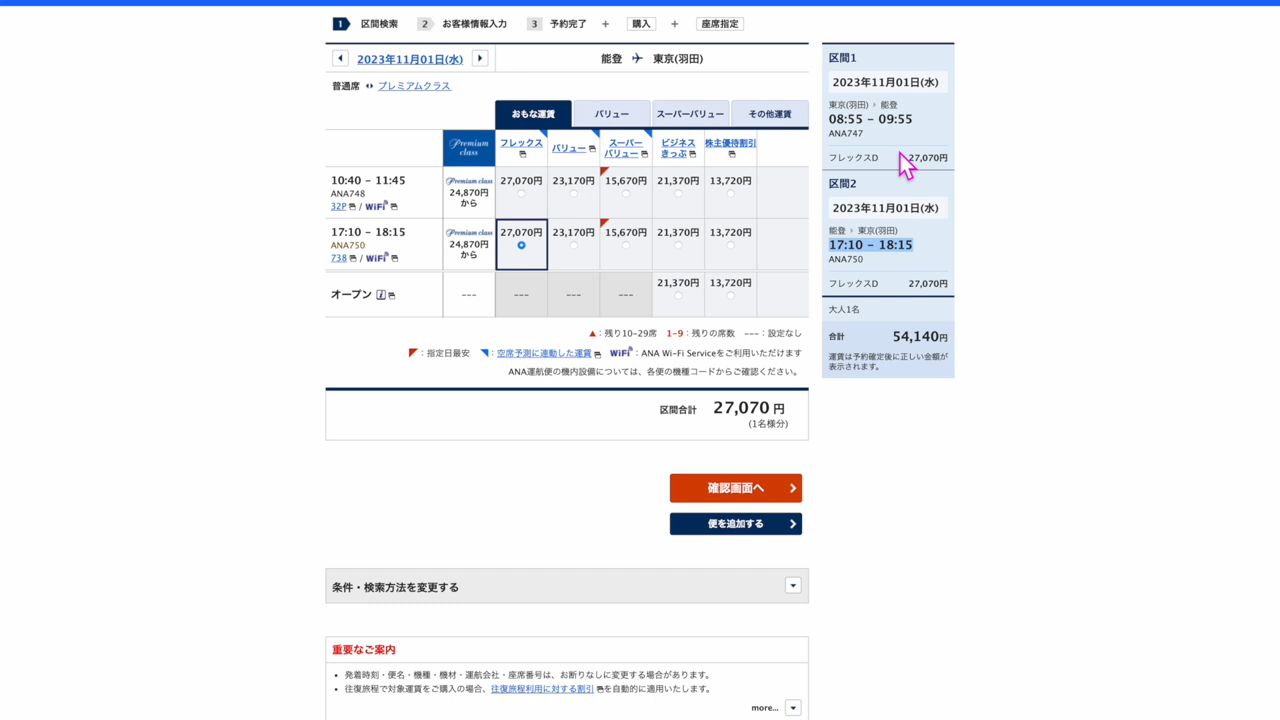 1 区間検索 2 お客様情報入力 3 予約完了 + 購入 + 座席指定
2023年11月01日(水) 能登 東京(羽田)
普通席 プレミアムクラス
おもな運賃 バリュー スーパーバリュー その他運賃
Premium class フレックス バリュー スーパーバリュー ビジネスきっぷ 株主優待割引
10:40 - 11:45
ANA748
32P / WiFi
Premium class
24,870円
から
27,070円 23,170円 15,670円 21,370円 13,720円
17:10 - 18:15
ANA750
738 / WiFi
Premium class
24,870円
から
27,070円 23,170円 15,670円 21,370円 13,720円
オープン i --- --- --- --- 21,370円 13,720円
▲：残り10-29席 1-9：残りの席数 ---：設定なし
：指定日最安 ：空席予測に連動した運賃 WiFi：ANA Wi-Fi Serviceをご利用いただけます
ANA運航便の機内設備については、各便の機種コードからご確認ください。
区間合計 27,070 円
(1名様分)
確認画面へ
便を追加する
条件・検索方法を変更する
重要なご案内
• 発着時刻・便名・機種・機材・運航会社・座席番号は、お断りなしに変更する場合があります。
• 往復旅程で対象運賃をご購入の場合、往復旅程利用に対する割引を自動的に適用いたします。
more...
区間1
2023年11月01日(水)
東京(羽田) 能登
08:55 - 09:55
ANA747
フレックスD 27,070円
区間2
2023年11月01日(水)
能登 東京(羽田)
17:10 - 18:15
ANA750
フレックスD 27,070円
大人1名
合計 54,140円
運賃は予約確定後に正しい金額が
表示されます。